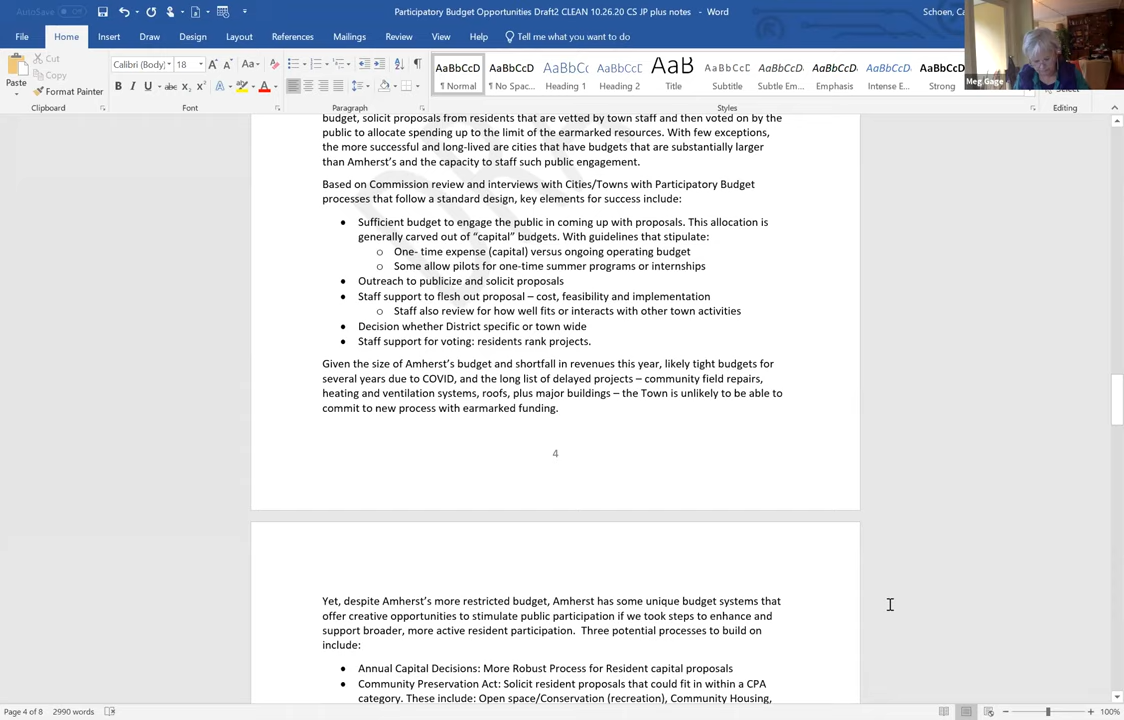 AutoSave
Off
Participatory Budget Opportunities Draft2 CLEAN 10.26.20 CS JP plus notes - Word
Schoen, Ca
File Home Insert Draw Design Layout References Mailings Review View Help Tell me what you want to do
Paste
Cut
Copy
Format Painter
Clipboard
Calibri (Body) 18
Font
Paragraph
AaBbCcD AaBbCcD AaBbCc AaBbCcD AaB AaBbCcD AaBbCcD AaBbCcD AaBbCcD AaBbCcD
¶ Normal ¶ No Spac... Heading 1 Heading 2 Title Subtitle Subtle Em... Emphasis Intense E... Strong
Styles
Meg Gage
Select
Editing
budget, solicit proposals from residents that are vetted by town staff and then voted on by the
public to allocate spending up to the limit of the earmarked resources. With few exceptions,
the more successful and long-lived are cities that have budgets that are substantially larger
than Amherst's and the capacity to staff such public engagement.
Based on Commission review and interviews with Cities/Towns with Participatory Budget
processes that follow a standard design, key elements for success include:
• Sufficient budget to engage the public in coming up with proposals. This allocation is
generally carved out of "capital" budgets. With guidelines that stipulate:
o One- time expense (capital) versus ongoing operating budget
o Some allow pilots for one-time summer programs or internships
• Outreach to publicize and solicit proposals
• Staff support to flesh out proposal – cost, feasibility and implementation
o Staff also review for how well fits or interacts with other town activities
• Decision whether District specific or town wide
• Staff support for voting: residents rank projects.
Given the size of Amherst's budget and shortfall in revenues this year, likely tight budgets for
several years due to COVID, and the long list of delayed projects – community field repairs,
heating and ventilation systems, roofs, plus major buildings – the Town is unlikely to be able to
commit to new process with earmarked funding.
4
Yet, despite Amherst's more restricted budget, Amherst has some unique budget systems that
offer creative opportunities to stimulate public participation if we took steps to enhance and
support broader, more active resident participation. Three potential processes to build on
include:
• Annual Capital Decisions: More Robust Process for Resident capital proposals
• Community Preservation Act: Solicit resident proposals that could fit in within a CPA
category. These include: Open space/Conservation (recreation), Community Housing,
Page 4 of 8 2990 words
100%